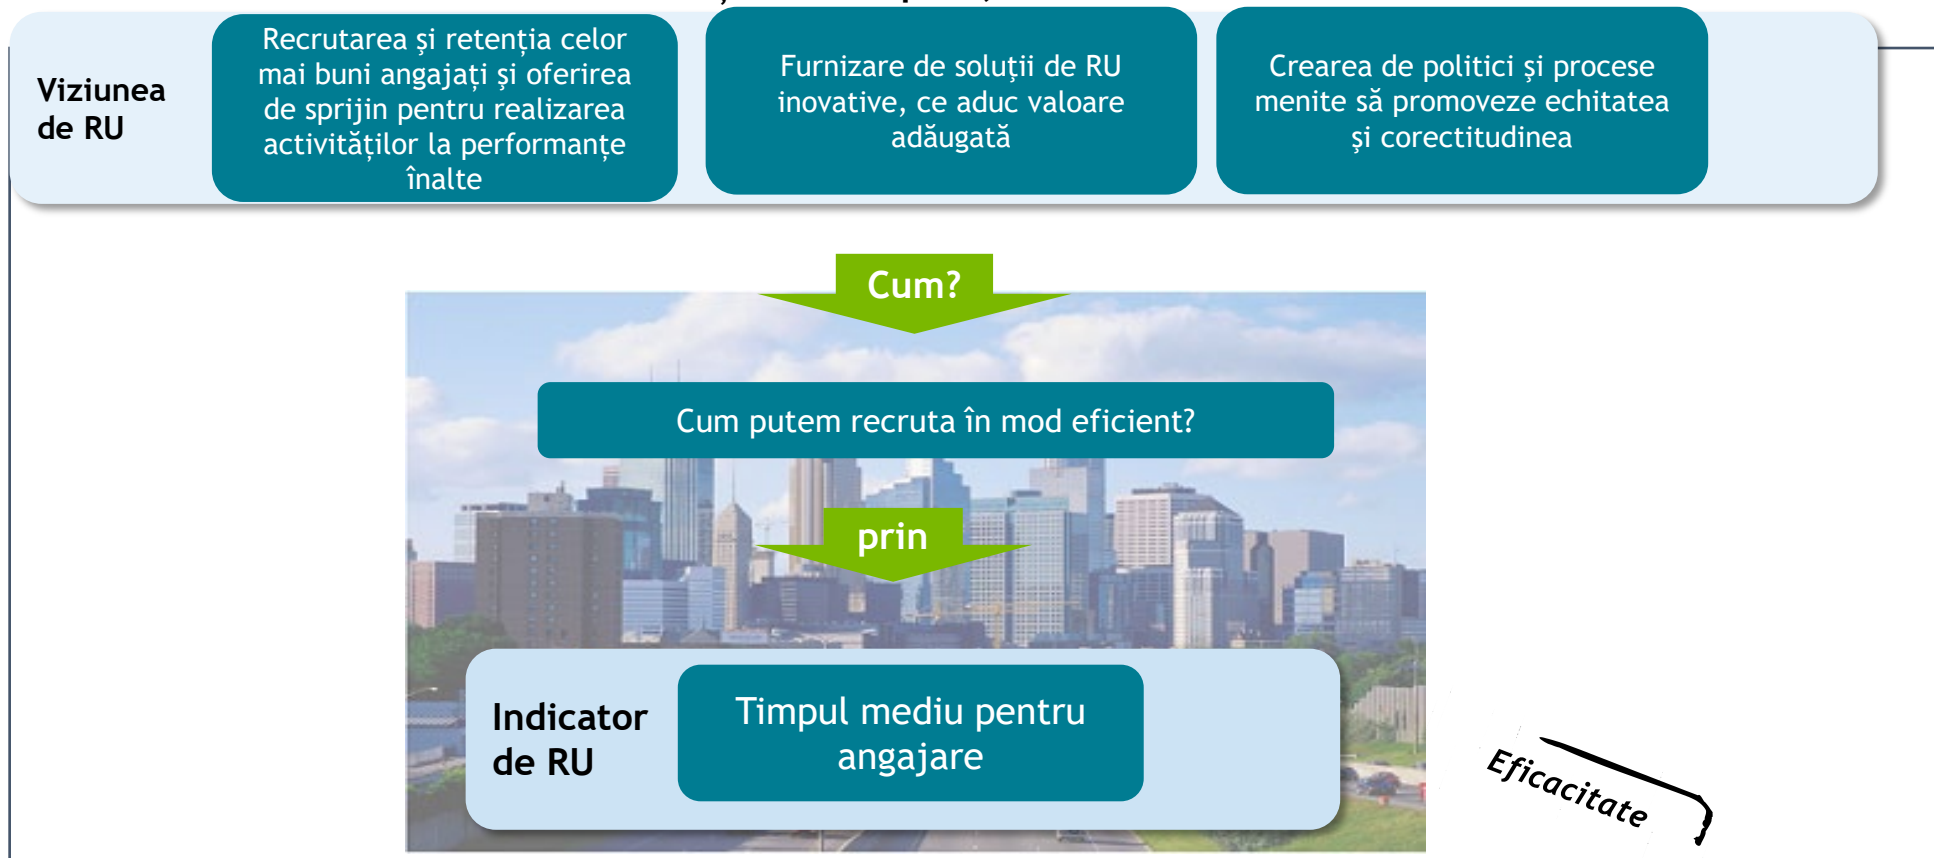 Viziunea
de RU
Recrutarea şi retenția celor
mai buni angajați şi oferirea
de sprijin pentru realizarea
activităților la performanțe
înalte
Furnizare de soluţii de RU
inovative, ce aduc valoare
adăugată
Crearea de politici şi procese
menite să promoveze echitatea
şi corectitudinea
Cum?
Cum putem recruta în mod eficient?
prin
Indicator
de RU
Timpul mediu pentru
angajare
Eficacitate